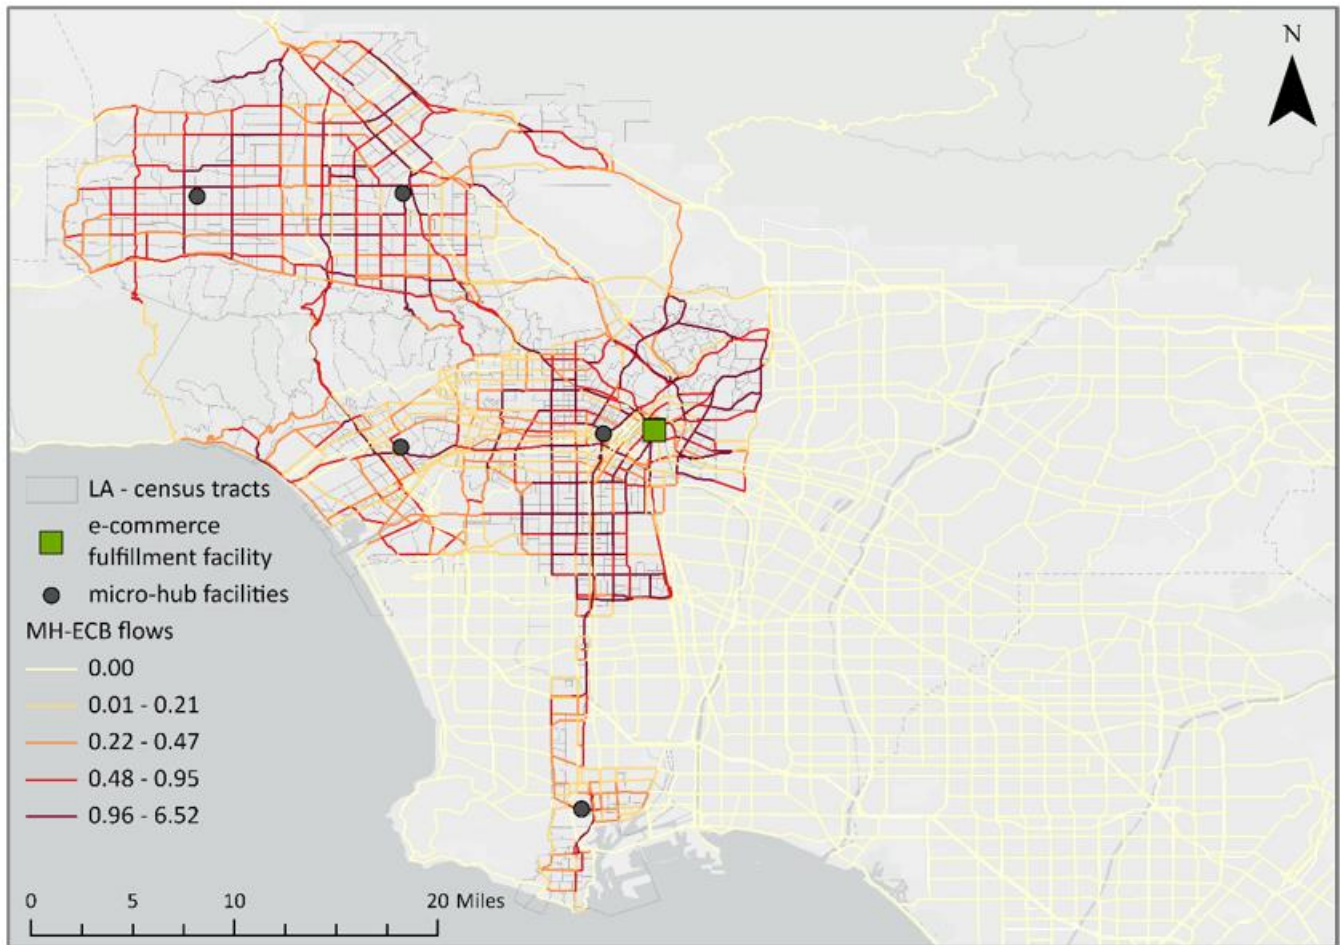 N
LA - census tracts
e-commerce
fulfillment facility
micro-hub facilities
MH-ECB flows
0.00
0.01 - 0.21
0.22 - 0.47
0.48 - 0.95
0.96 - 6.52
0 5 10 20 Miles